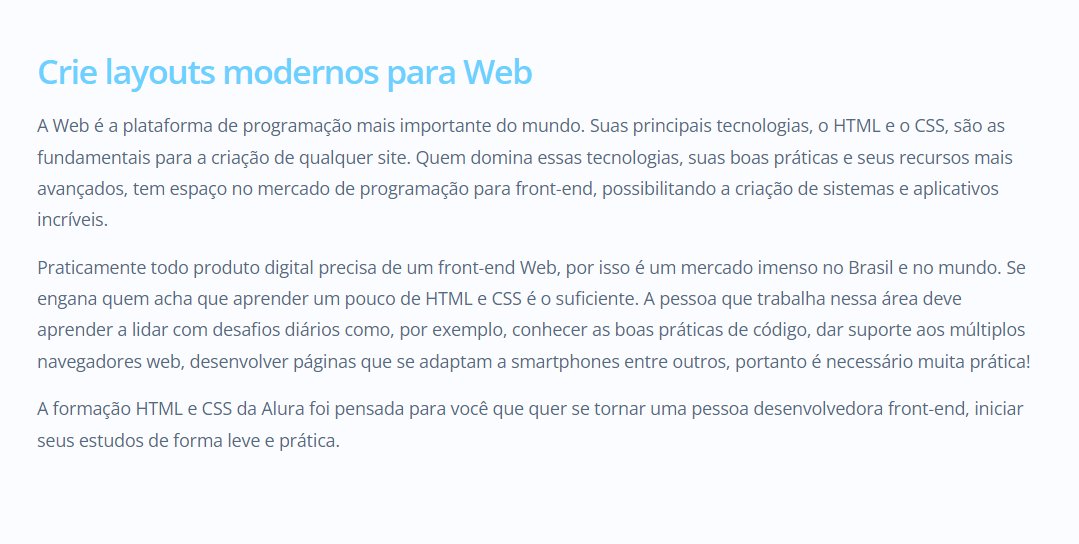 Crie layouts modernos para Web
A Web é a plataforma de programação mais importante do mundo. Suas principais tecnologias, o HTML e o CSS, são as
fundamentais para a criação de qualquer site. Quem domina essas tecnologias, suas boas práticas e seus recursos mais
avançados, tem espaço no mercado de programação para front-end, possibilitando a criação de sistemas e aplicativos
incríveis.
Praticamente todo produto digital precisa de um front-end Web, por isso é um mercado imenso no Brasil e no mundo. Se
engana quem acha que aprender um pouco de HTML e CSS é o suficiente. A pessoa que trabalha nessa área deve
aprender a lidar com desafios diários como, por exemplo, conhecer as boas práticas de código, dar suporte aos múltiplos
navegadores web, desenvolver páginas que se adaptam a smartphones entre outros, portanto é necessário muita prática!
A formação HTML e CSS da Alura foi pensada para você que quer se tornar uma pessoa desenvolvedora front-end, iniciar
seus estudos de forma leve e prática.